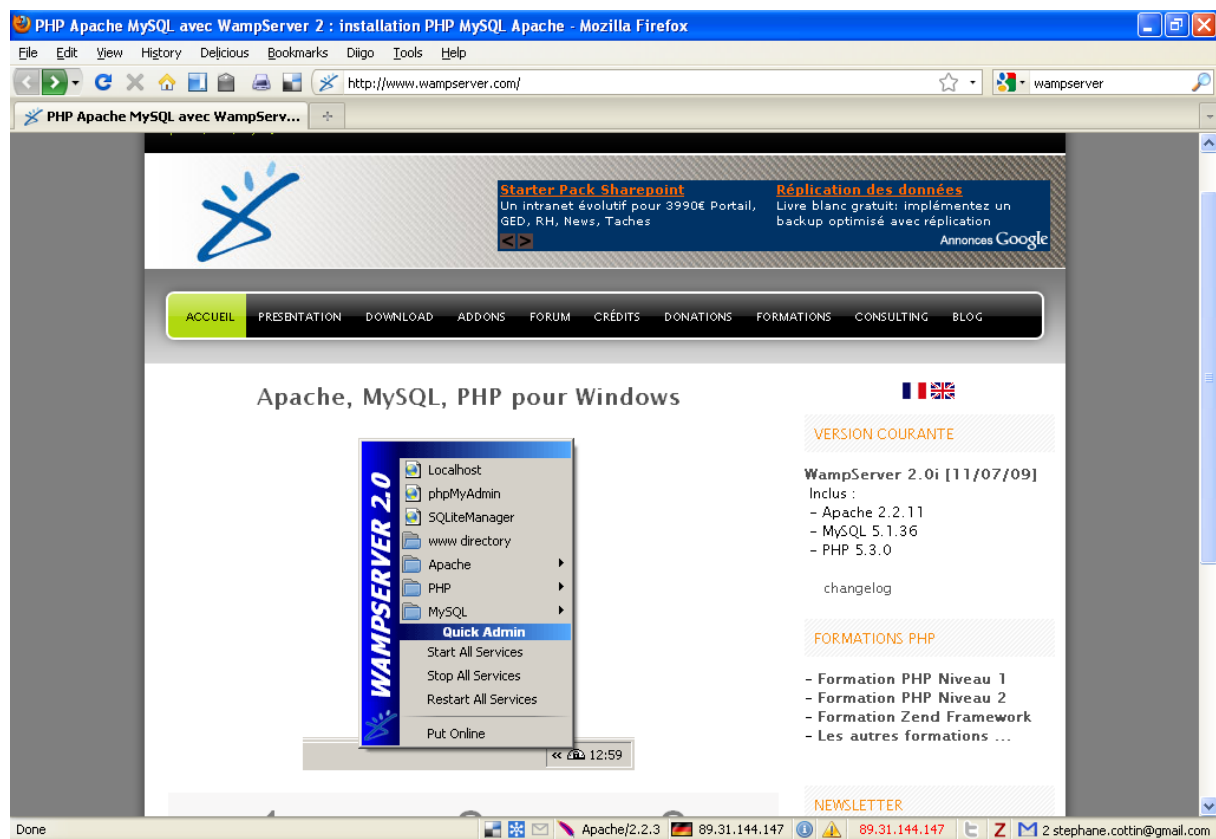 PHP Apache MySQL avec WampServer 2 : installation PHP MySQL Apache - Mozilla Firefox
File Edit View History Delicious Bookmarks Diigo Tools Help
http://www.wampserver.com/
wampserver
PHP Apache MySQL avec WampServ...
Starter Pack Sharepoint
Un intranet évolutif pour 3990€ Portail,
GED, RH, News, Taches
Réplication des données
Livre blanc gratuit: implémentez un
backup optimisé avec réplication
Annonces Google
ACCUEIL PRESENTATION DOWNLOAD ADDONS FORUM CRÉDITS DONATIONS FORMATIONS CONSULTING BLOG
Apache, MySQL, PHP pour Windows
WAMPSERVER 2.0
Localhost
phpMyAdmin
SQLiteManager
www directory
Apache
PHP
MySQL
Quick Admin
Start All Services
Stop All Services
Restart All Services
Put Online
« 12:59
VERSION COURANTE
WampServer 2.0i [11/07/09]
Inclus :
- Apache 2.2.11
- MySQL 5.1.36
- PHP 5.3.0
changelog
FORMATIONS PHP
- Formation PHP Niveau 1
- Formation PHP Niveau 2
- Formation Zend Framework
- Les autres formations ...
NEWSLETTER
Done Apache/2.2.3 89.31.144.147 89.31.144.147 Z 2 stephane.cottin@gmail.com